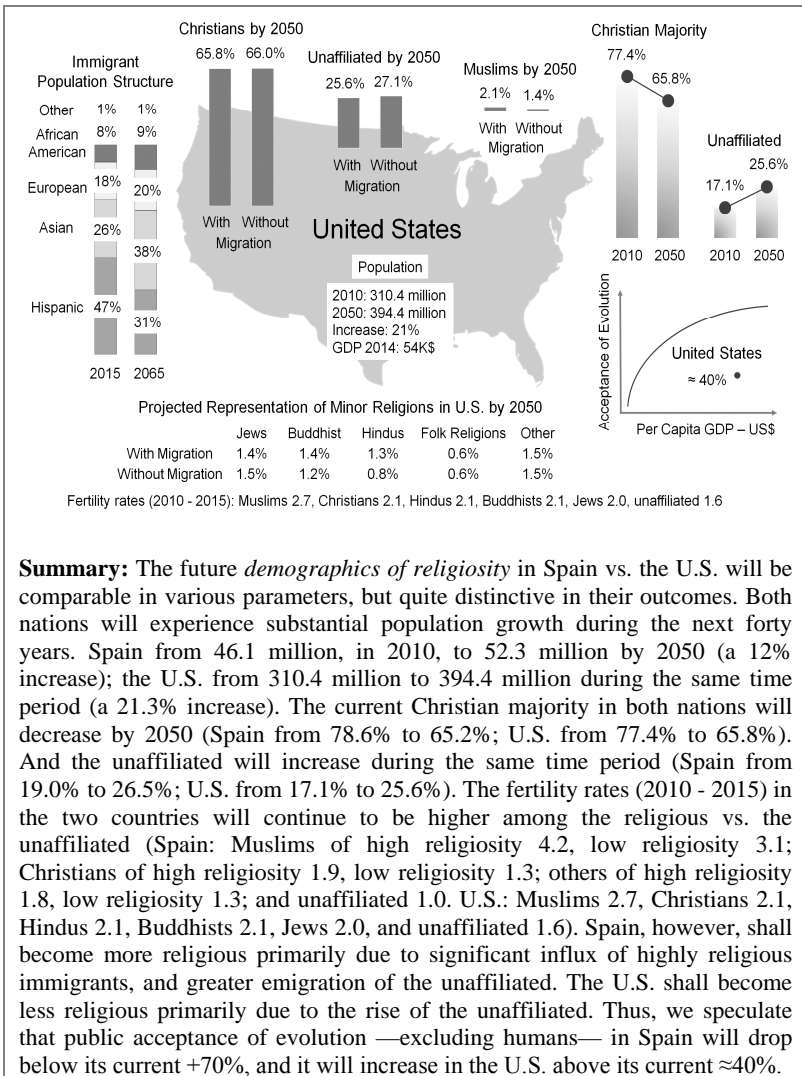 Christians by 2050
65.8% 66.0%
With Without
Migration
Unaffiliated by 2050
25.6% 27.1%
With Without
Migration
Muslims by 2050
2.1% 1.4%
With Without
Migration
Christian Majority
77.4%
65.8%
2010 2050
Unaffiliated
25.6%
17.1%
2010 2050
Immigrant
Population Structure
Other 1% 1%
African 8% 9%
American
European 18% 20%
Asian 26% 38%
Hispanic 47% 31%
2015 2065
United States
Population
2010: 310.4 million
2050: 394.4 million
Increase: 21%
GDP 2014: 54K$
Acceptance of Evolution
United States
≈ 40%
Per Capita GDP – US$
Projected Representation of Minor Religions in U.S. by 2050
Jews Buddhist Hindus Folk Religions Other
With Migration 1.4% 1.4% 1.3% 0.6% 1.5%
Without Migration 1.5% 1.2% 0.8% 0.6% 1.5%
Fertility rates (2010 - 2015): Muslims 2.7, Christians 2.1, Hindus 2.1, Buddhists 2.1, Jews 2.0, unaffiliated 1.6
Summary: The future demographics of religiosity in Spain vs. the U.S. will be
comparable in various parameters, but quite distinctive in their outcomes. Both
nations will experience substantial population growth during the next forty
years. Spain from 46.1 million, in 2010, to 52.3 million by 2050 (a 12%
increase); the U.S. from 310.4 million to 394.4 million during the same time
period (a 21.3% increase). The current Christian majority in both nations will
decrease by 2050 (Spain from 78.6% to 65.2%; U.S. from 77.4% to 65.8%).
And the unaffiliated will increase during the same time period (Spain from
19.0% to 26.5%; U.S. from 17.1% to 25.6%). The fertility rates (2010 - 2015) in
the two countries will continue to be higher among the religious vs. the
unaffiliated (Spain: Muslims of high religiosity 4.2, low religiosity 3.1;
Christians of high religiosity 1.9, low religiosity 1.3; others of high religiosity
1.8, low religiosity 1.3; and unaffiliated 1.0. U.S.: Muslims 2.7, Christians 2.1,
Hindus 2.1, Buddhists 2.1, Jews 2.0, and unaffiliated 1.6). Spain, however, shall
become more religious primarily due to significant influx of highly religious
immigrants, and greater emigration of the unaffiliated. The U.S. shall become
less religious primarily due to the rise of the unaffiliated. Thus, we speculate
that public acceptance of evolution —excluding humans— in Spain will drop
below its current +70%, and it will increase in the U.S. above its current ≈40%.